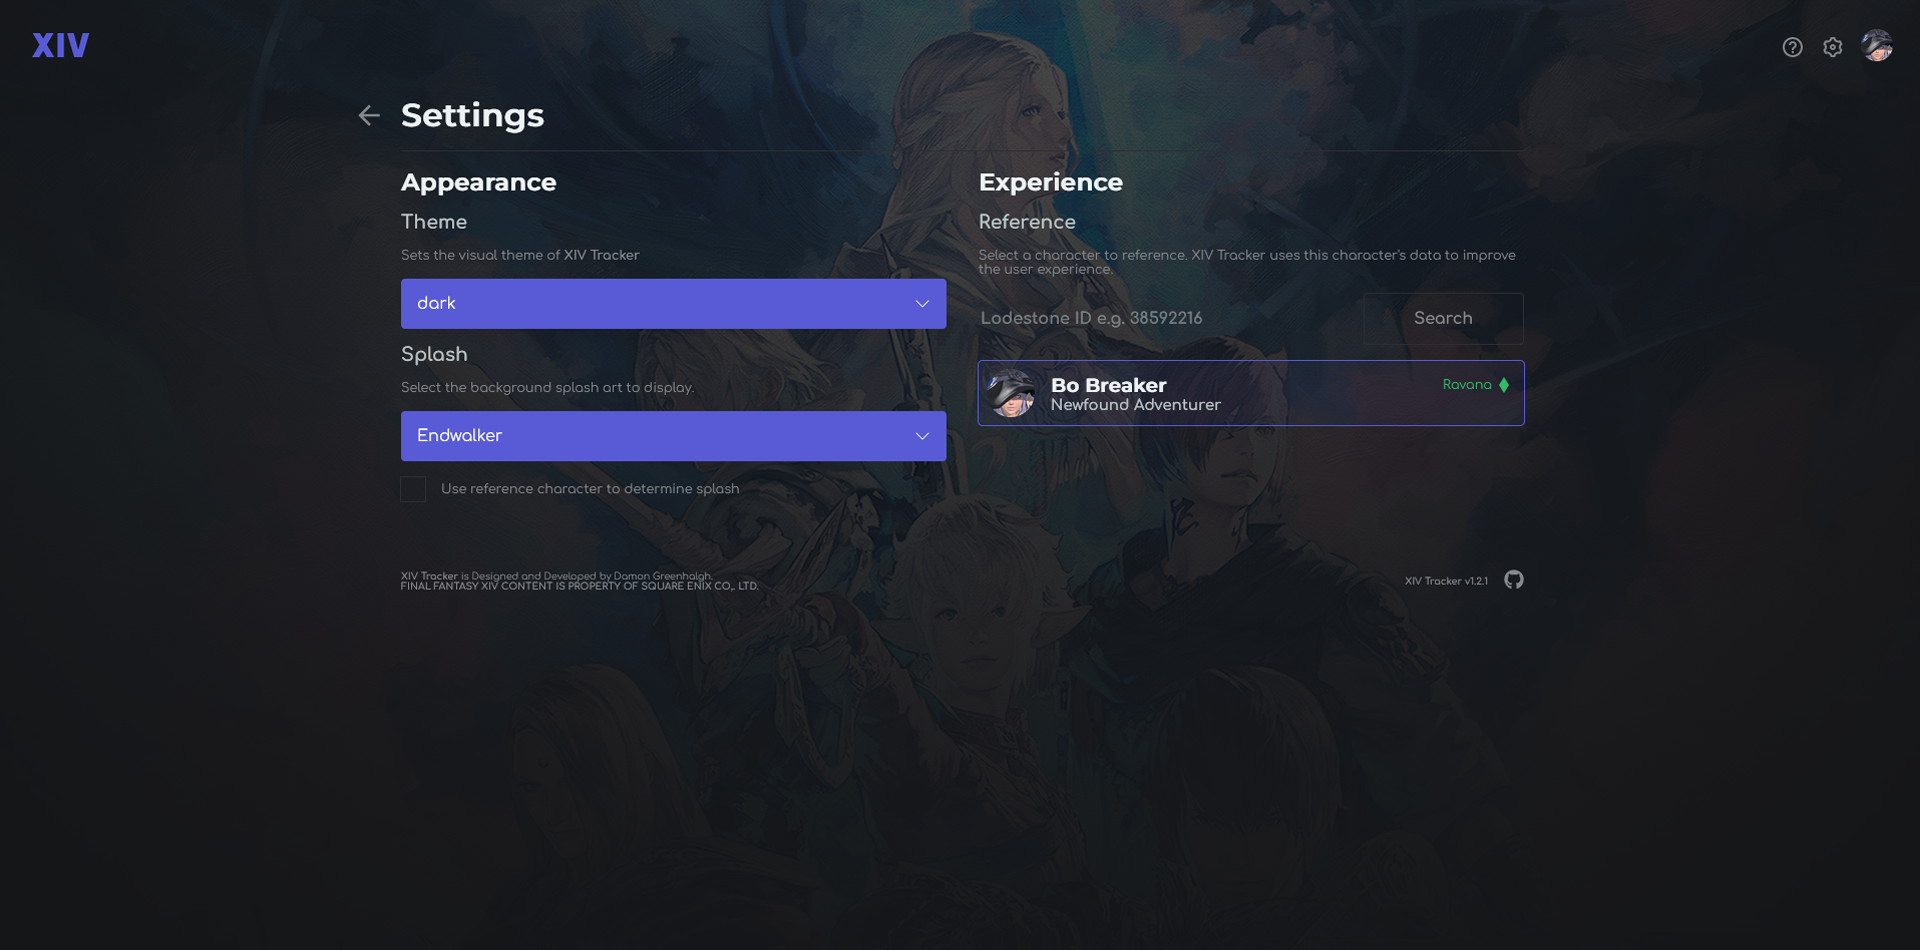 XIV
Settings
Appearance
Theme
Sets the visual theme of XIV Tracker
dark
Splash
Select the background splash art to display.
Endwalker
Use reference character to determine splash
Experience
Reference
Select a character to reference. XIV Tracker uses this character's data to improve
the user experience.
Lodestone ID e.g. 38592216
Search
Bo Breaker
Newfound Adventurer
Ravana
XIV Tracker is Designed and Developed by Damon Greenhalgh.
FINAL FANTASY XIV CONTENT IS PROPERTY OF SQUARE ENIX CO,. LTD.
XIV Tracker v1.2.1